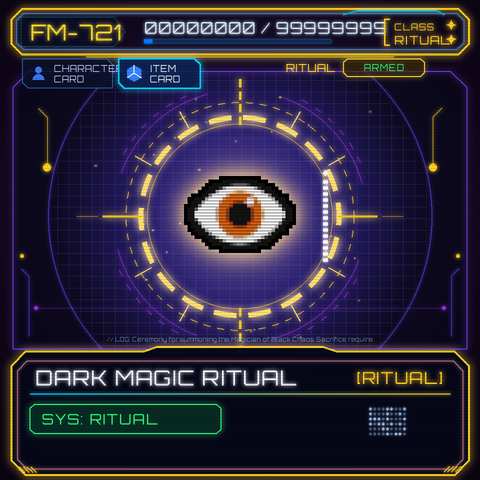 FM-721
00000000 / 99999999
CLASS
RITUAL
CHARACTER
CARD
ITEM
CARD
RITUAL
ARMED
// LOG Ceremony for summoning the Magician of Black Chaos. Sacrifice require
DARK MAGIC RITUAL
[RITUAL]
SYS: RITUAL